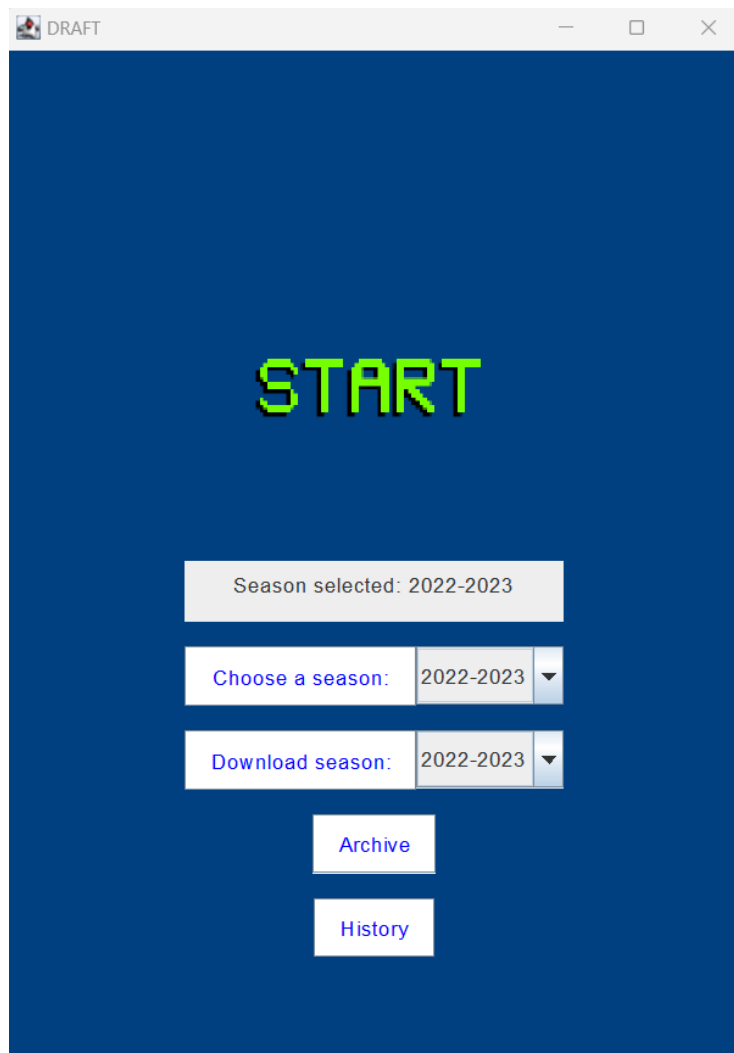 DRAFT
START
Season selected: 2022-2023
Choose a season: 2022-2023
Download season: 2022-2023
Archive
History